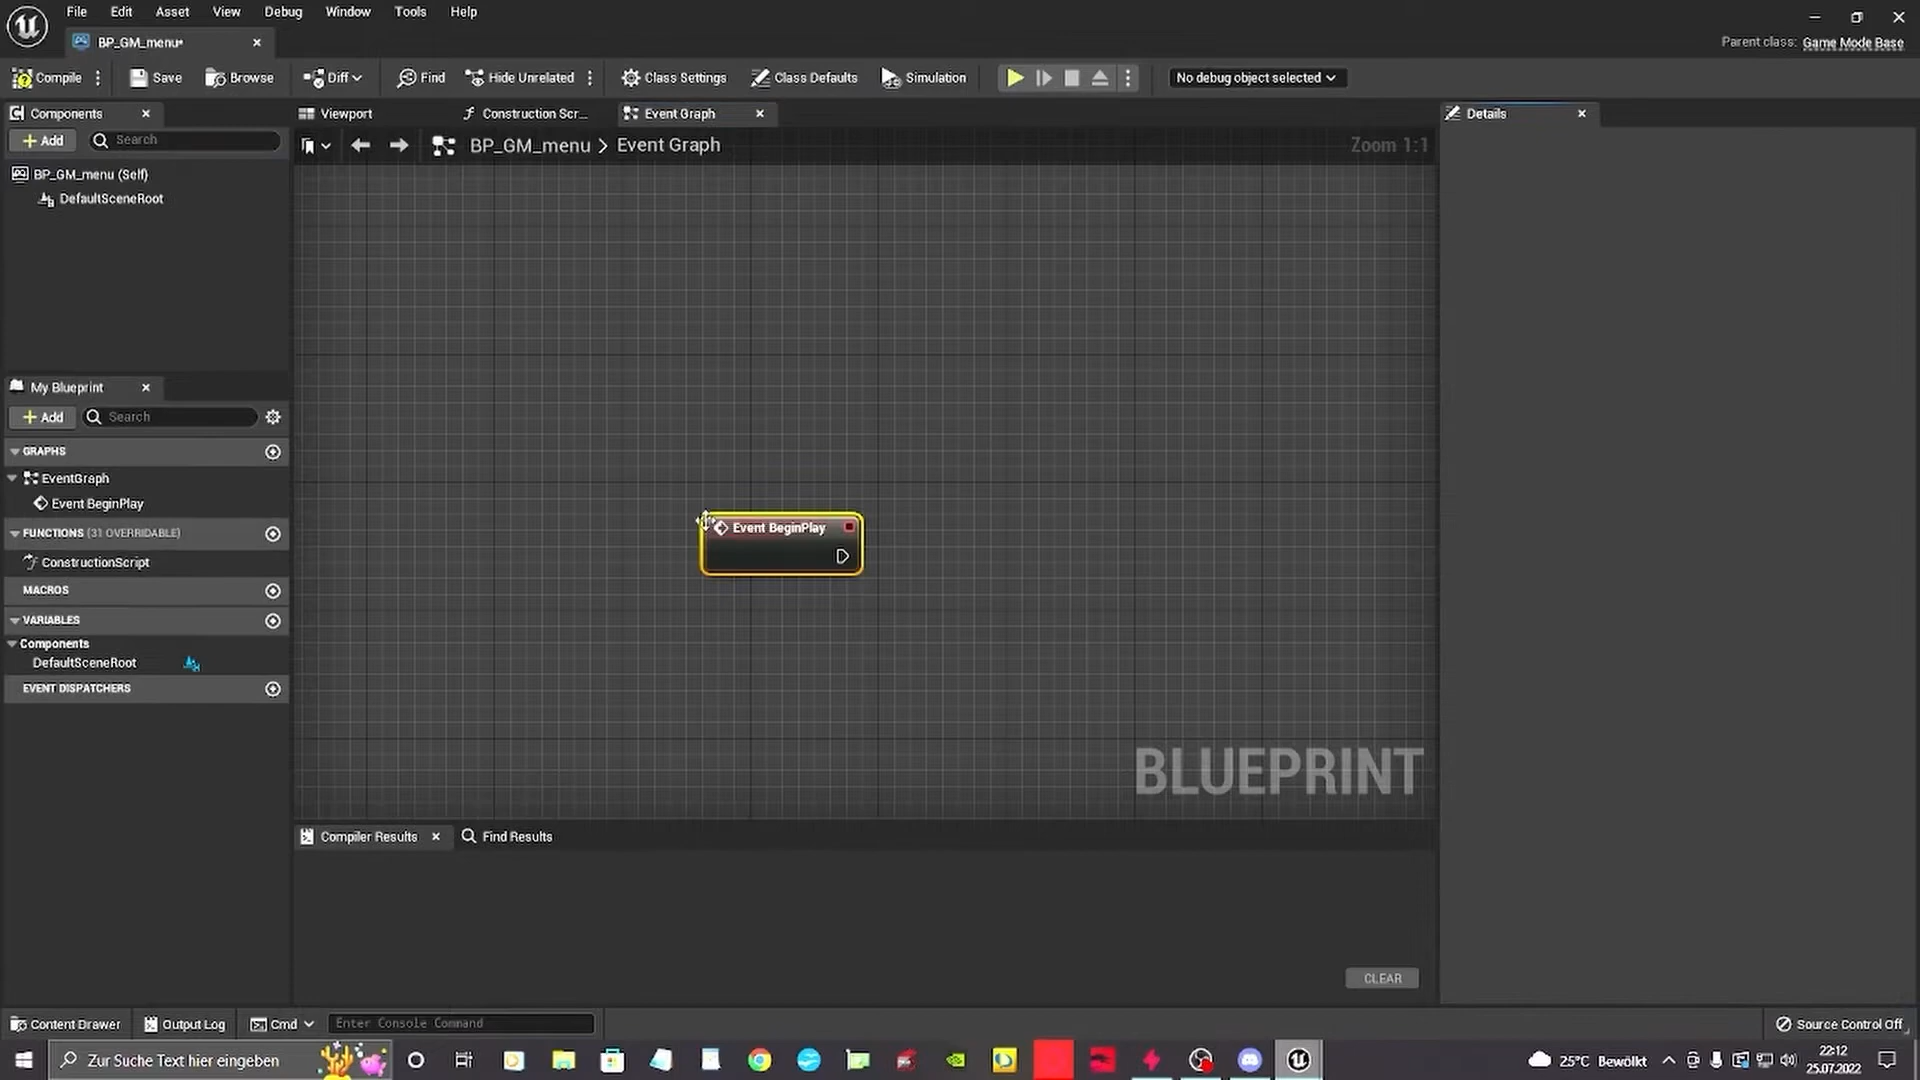 File Edit Asset View Debug Window Tools Help
BP_GM_menu*
Parent class: Game Mode Base
Compile Save Browse Diff Find Hide Unrelated Class Settings Class Defaults Simulation No debug object selected
Components Viewport Construction Scr... Event Graph Details
Add Search
BP_GM_menu > Event Graph Zoom 1:1
BP_GM_menu (Self)
DefaultSceneRoot
My Blueprint
Add Search
GRAPHS
EventGraph
Event BeginPlay
FUNCTIONS (31 OVERRIDABLE)
ConstructionScript
MACROS
VARIABLES
Components
DefaultSceneRoot
EVENT DISPATCHERS
Event BeginPlay
BLUEPRINT
Compiler Results Find Results
CLEAR
Content Drawer Output Log Cmd Enter Console Command Source Control Off
Zur Suche Text hier eingeben 25°C Bewölkt 22:12
25.07.2022